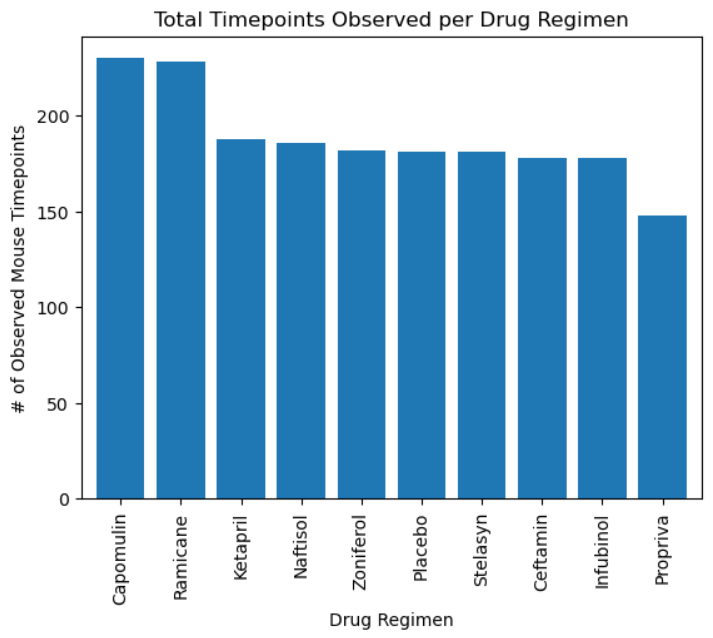 Total Timepoints Observed per Drug Regimen
# of Observed Mouse Timepoints
200
150
100
50
0
Capomulin
Ramicane
Ketapril
Naftisol
Zoniferol
Placebo
Stelasyn
Ceftamin
Infubinol
Propriva
Drug Regimen